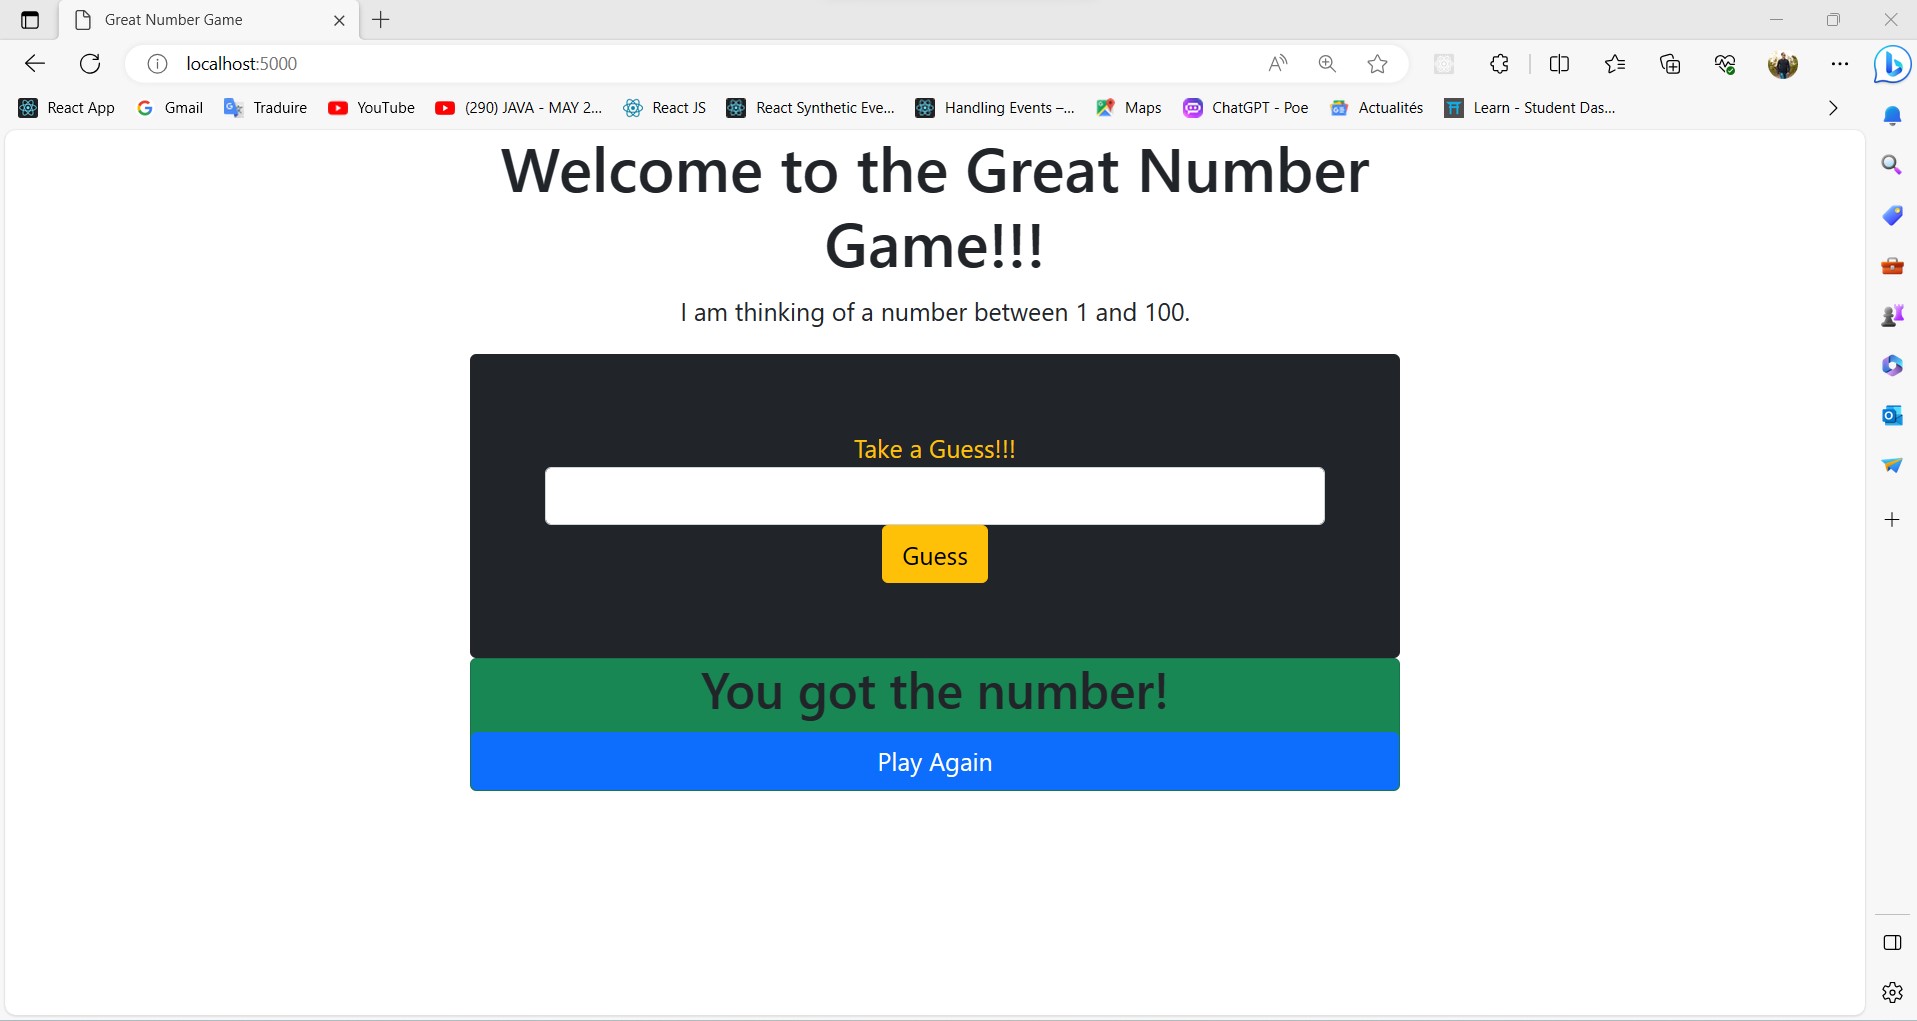 Great Number Game
localhost:5000
React App
Gmail
Traduire
YouTube
(290) JAVA - MAY 2...
React JS
React Synthetic Eve...
Handling Events –...
Maps
ChatGPT - Poe
Actualités
Learn - Student Das...
Welcome to the Great Number
Game!!!
I am thinking of a number between 1 and 100.
Take a Guess!!!
Guess
You got the number!
Play Again